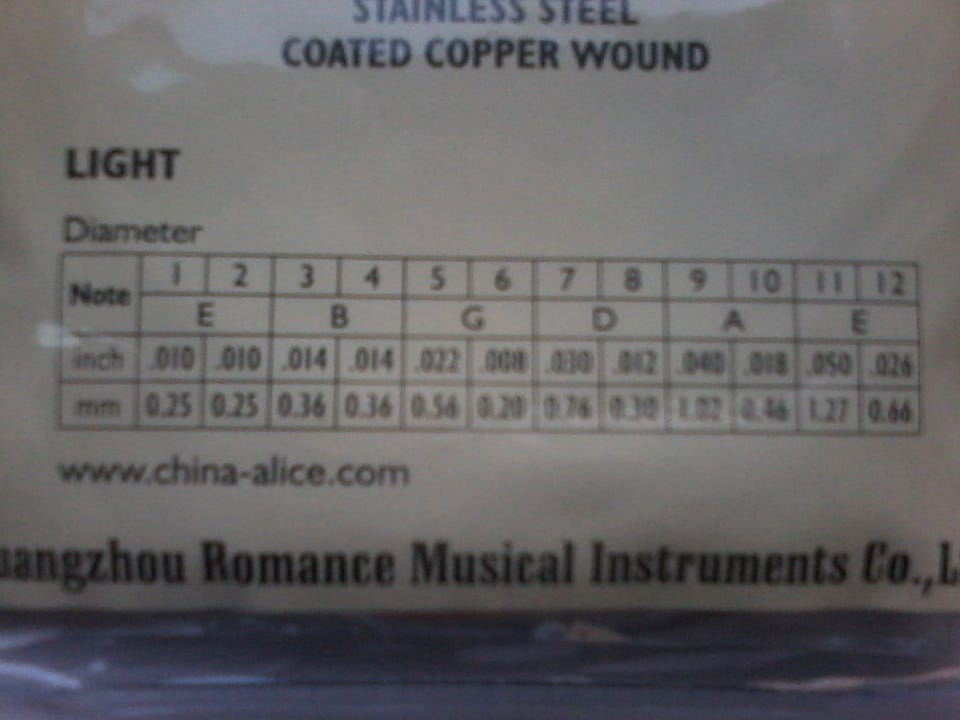 STAINLESS STEEL
COATED COPPER WOUND
LIGHT
Diameter
Note 1 2 3 4 5 6 7 8 9 10 11 12
E B G D A E
inch .010 .010 .014 .014 .022 .008 .030 .012 .040 .018 .050 .026
mm 0.25 0.25 0.36 0.36 0.56 0.20 0.76 0.30 1.02 0.46 1.27 0.66
www.china-alice.com
uangzhou Romance Musical Instruments Co.,L